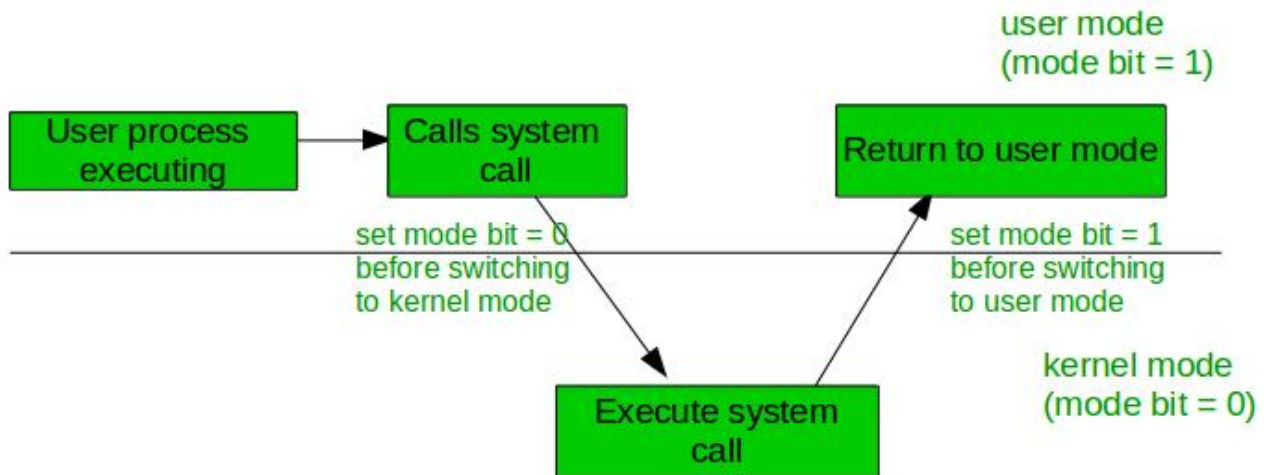 user mode
(mode bit = 1)
User process
executing
Calls system
call
Return to user mode
set mode bit = 0
before switching
to kernel mode
set mode bit = 1
before switching
to user mode
kernel mode
(mode bit = 0)
Execute system
call